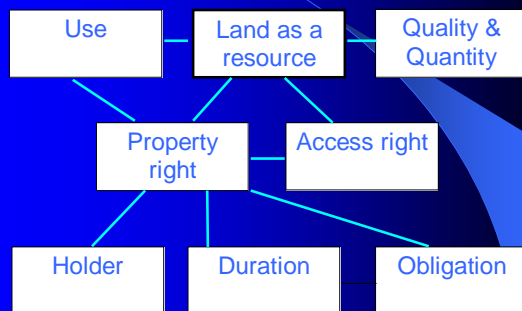 Use
Land as a
resource
Quality &
Quantity
Property
right
Access right
Holder
Duration
Obligation